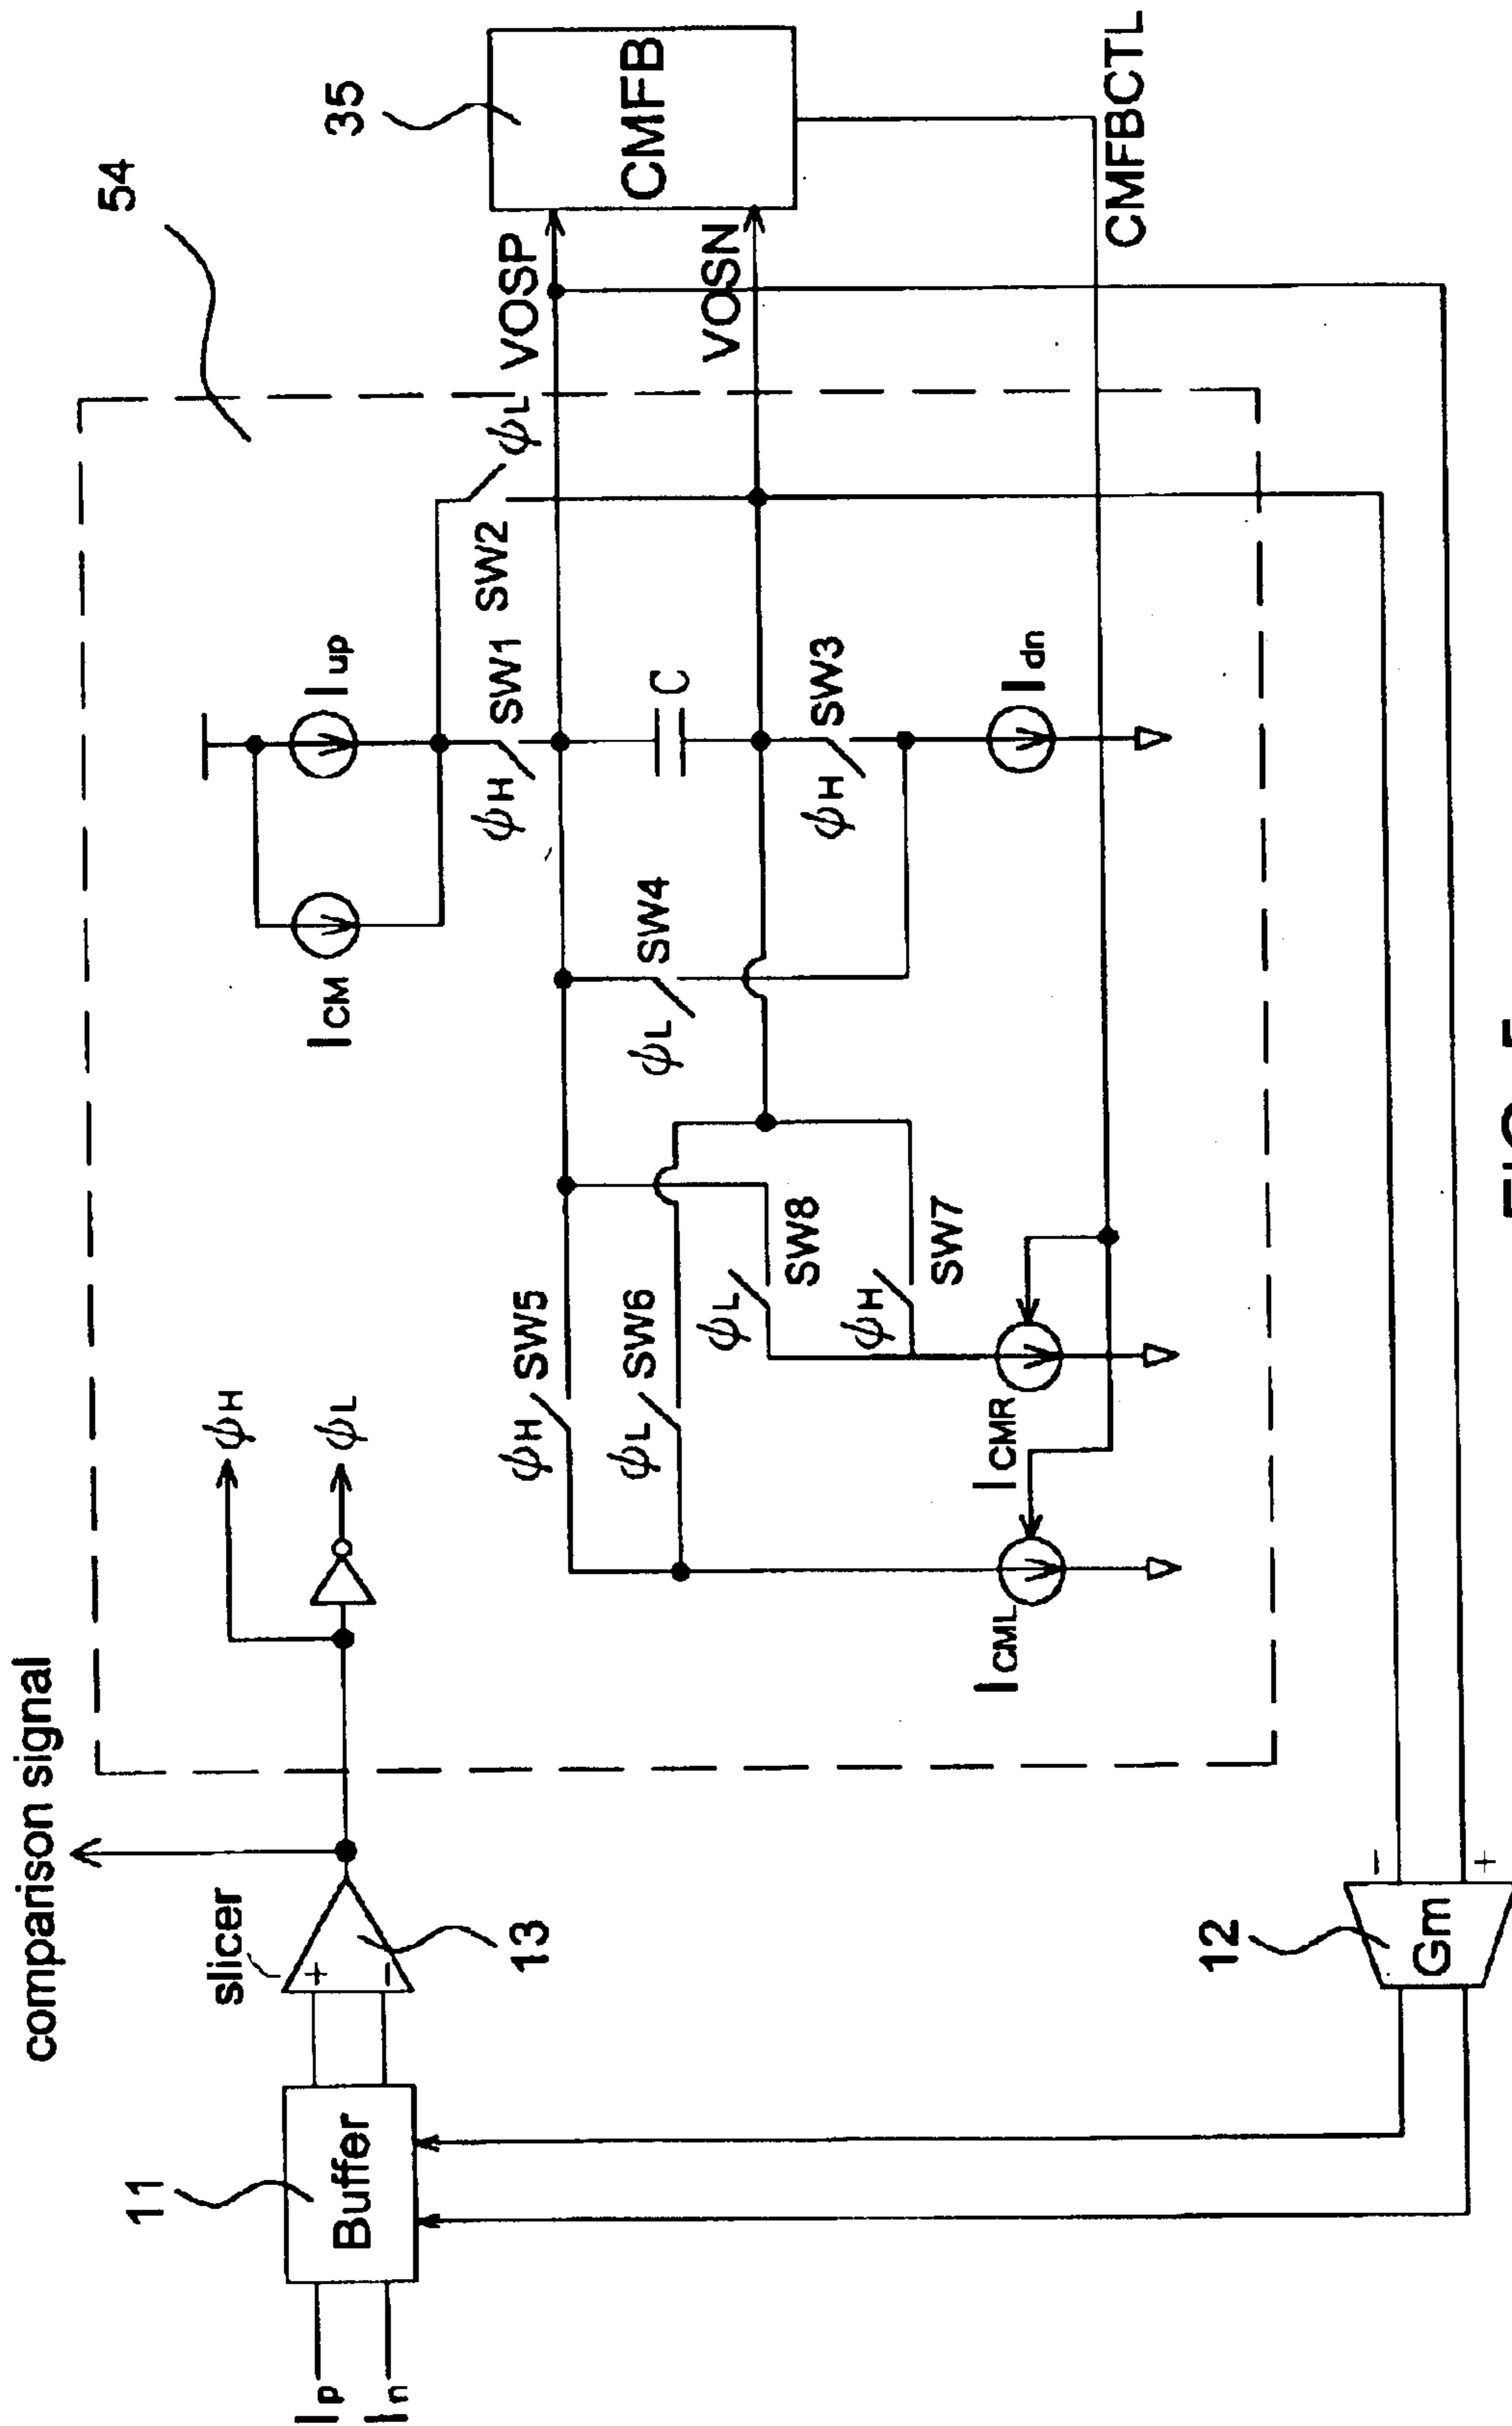 comparison signal
54
35
slicer
13
11
Buffer
Ip
In
ϕH
ϕL
ICM
Iup
SW1
ϕH
SW2
ϕL
VOSP
VOSN
CMFB
CMFBCTL
C
SW3
ϕH
Idn
SW4
ϕL
ϕH
SW5
ϕL
SW6
ϕL
SW8
ϕH
SW7
ICML
ICMR
12
Gm
+
−
+
−